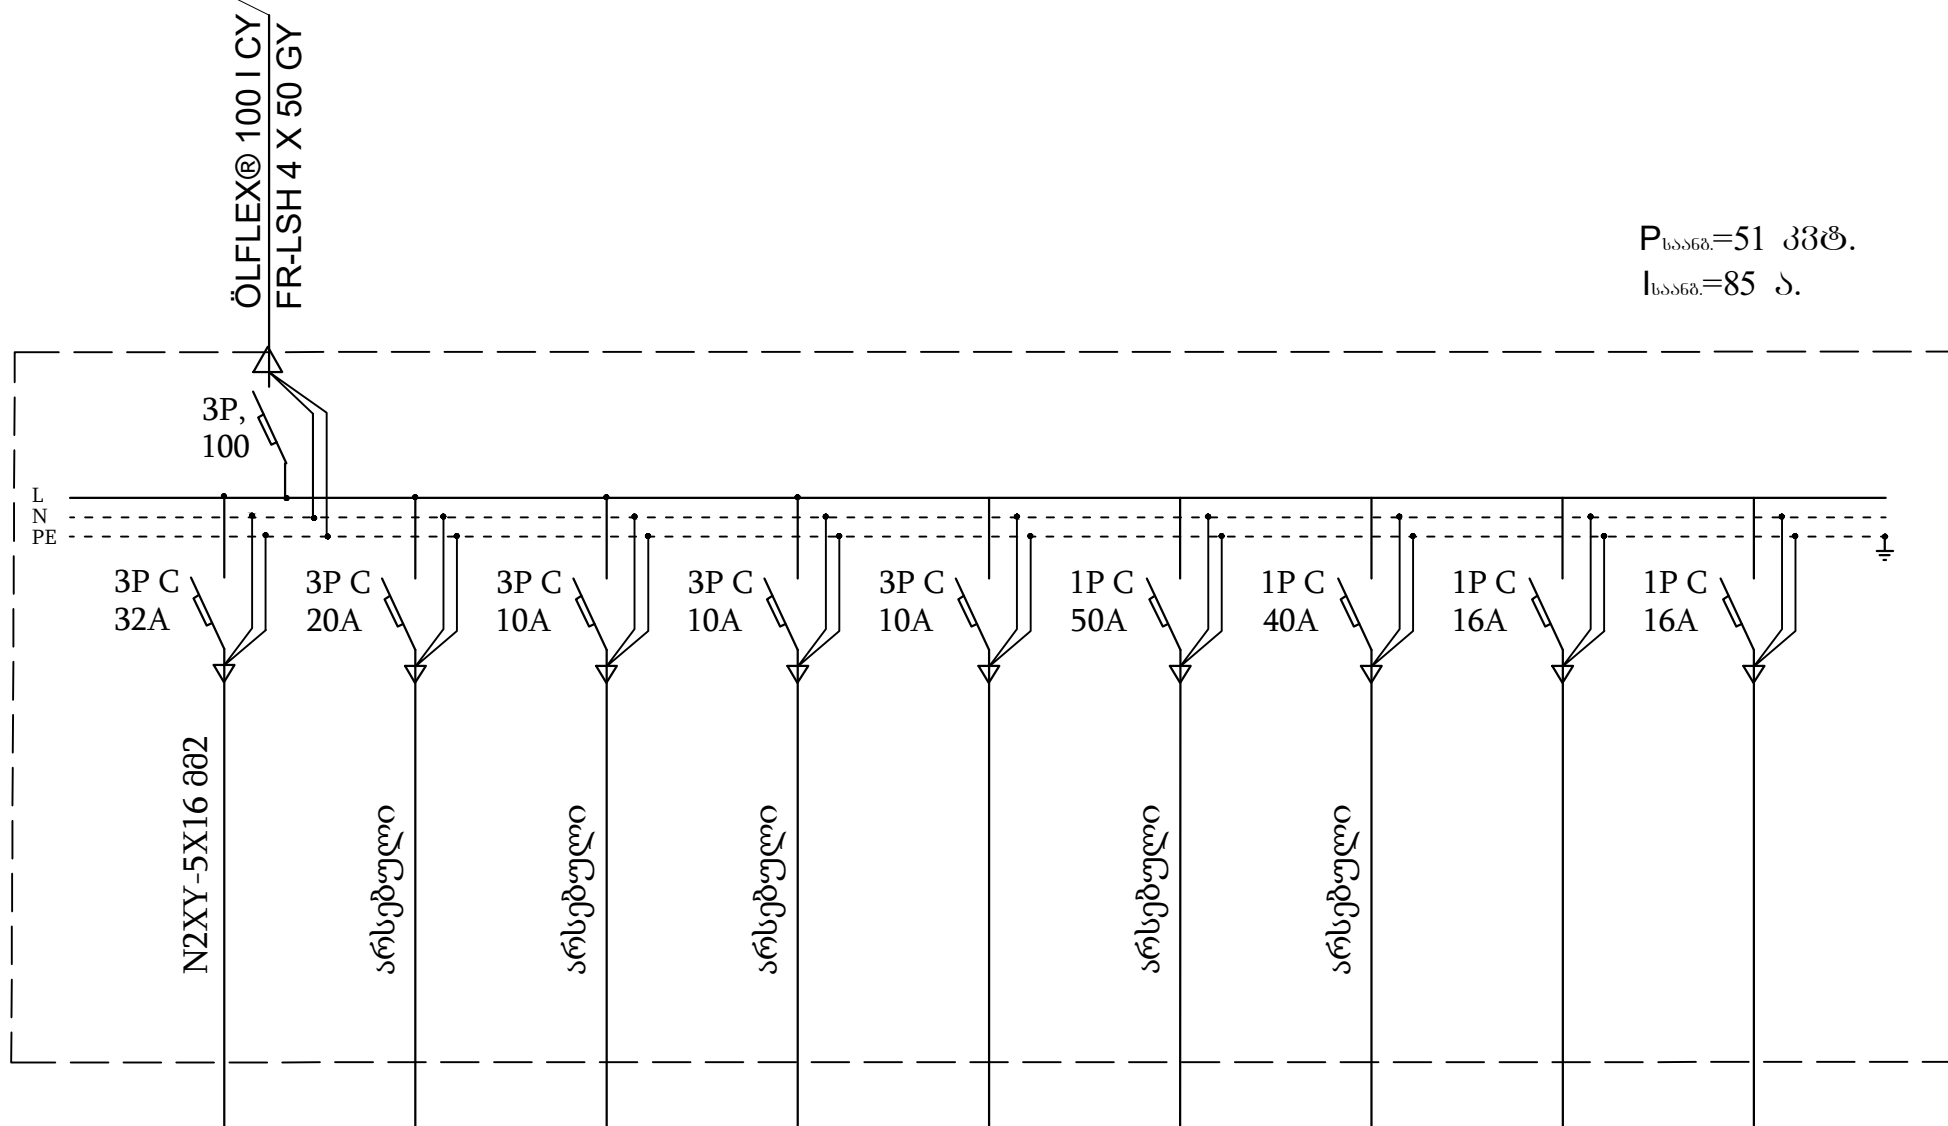 ÖLFLEX® 100 I CY
FR-LSH 4 X 50 GY
Pსაანგ.=51 კვტ.
Iსაანგ.=85 ა.
3P,
100
L
N
PE
3P C
32A
3P C
20A
3P C
10A
3P C
10A
3P C
10A
1P C
50A
1P C
40A
1P C
16A
1P C
16A
N2XY-5X16 მმ2
არსებული
არსებული
არსებული
არსებული
არსებული